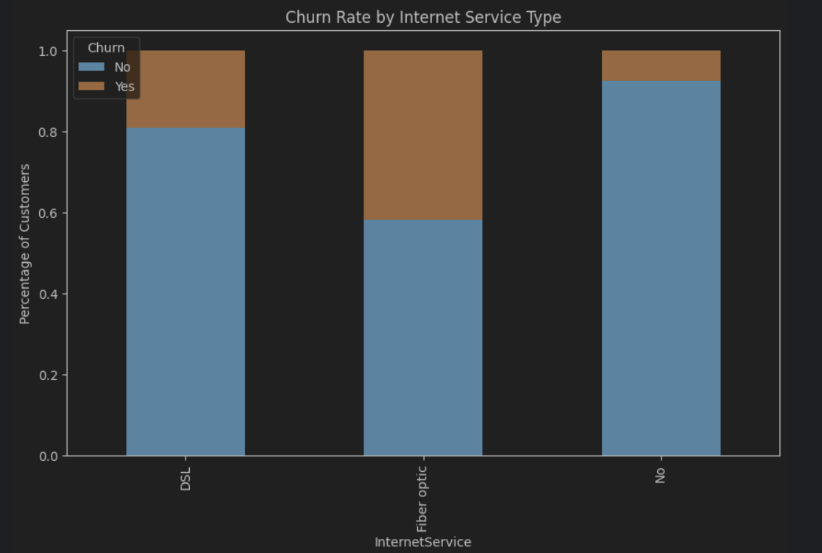 Churn Rate by Internet Service Type
Churn
No
Yes
1.0
0.8
0.6
0.4
0.2
0.0
Percentage of Customers
DSL
Fiber optic
No
InternetService